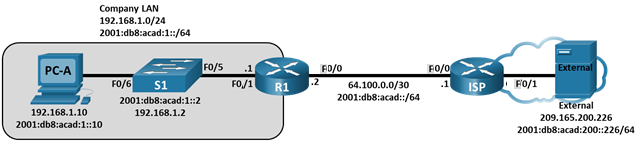 Company LAN
192.168.1.0/24
2001:db8:acad:1::/64
PC-A
F0/6
S1
F0/5
.1
F0/1
R1
F0/0
.2
64.100.0.0/30
2001:db8:acad::/64
F0/0
.1
ISP
F0/1
External
192.168.1.10
2001:db8:acad:1::10
2001:db8:acad:1::2
192.168.1.2
External
209.165.200.226
2001:db8:acad:200::226/64